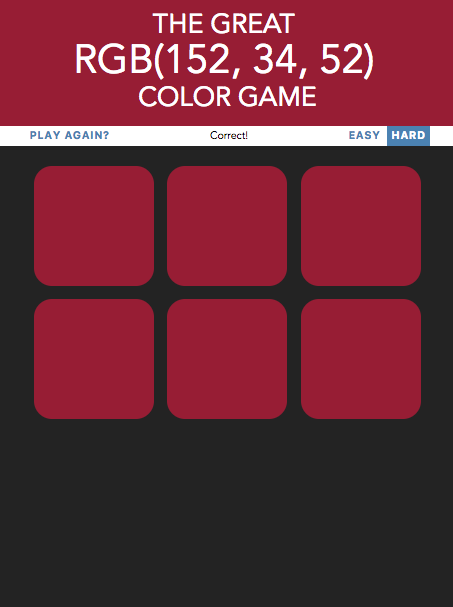 THE GREAT
RGB(152, 34, 52)
COLOR GAME
PLAY AGAIN? Correct! EASY HARD